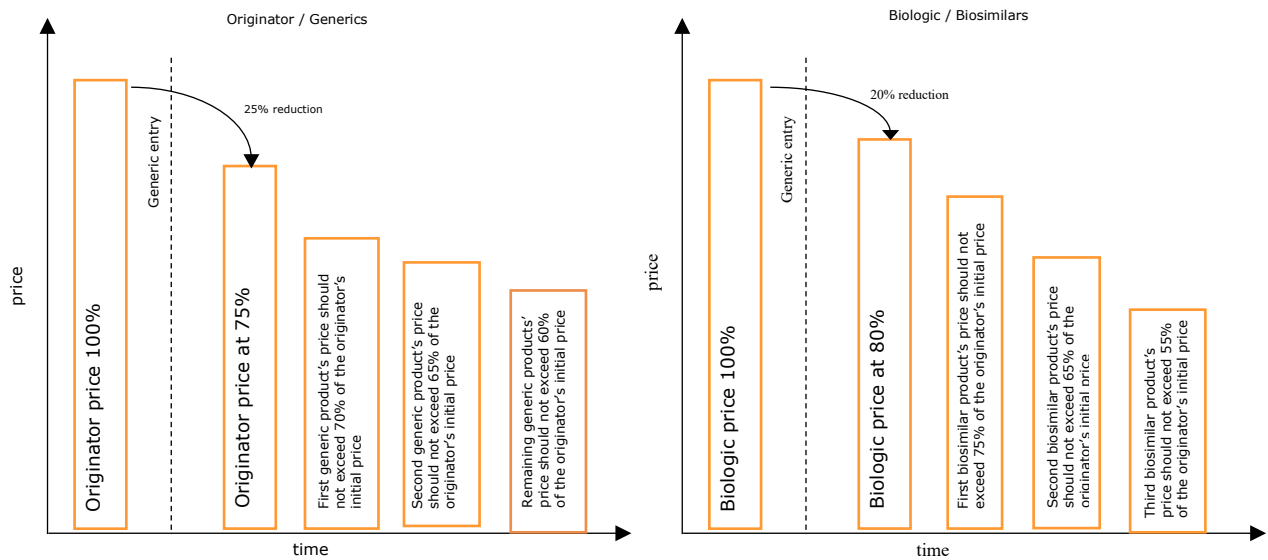 Originator / Generics
25% reduction
Generic entry
price
Originator price 100%
Originator price at 75%
First generic product's price should
not exceed 70% of the originator's
initial price
Second generic product's price
should not exceed 65% of the
originator's initial price
Remaining generic products'
price should not exceed 60%
of the originator's initial price
time
Biologic / Biosimilars
20% reduction
Generic entry
price
Biologic price 100%
Biologic price at 80%
First biosimilar product's price should not
exceed 75% of the originator's initial price
Second biosimilar product's price
should not exceed 65% of the
originator's initial price
Third biosimilar product's
price should not exceed 55%
of the originator's initial price
time